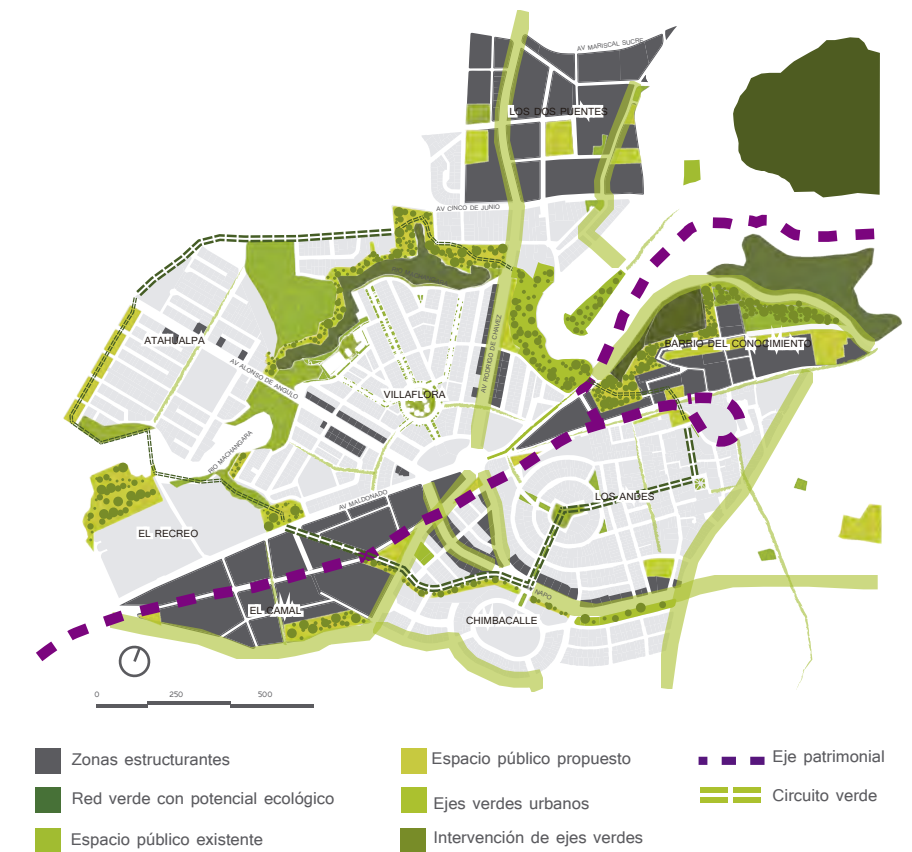 AV MARISCAL SUCRE
LOS DOS PUENTES
AV CINCO DE JUNIO
ATAHUALPA
AV ALONSO DE ANGULO
AV RODRIGO DE CHAVEZ
BARRIO DEL CONOCIMIENTO
VILLAFLORA
RIO MACHANGARA
AV MALDONADO
LOS ANDES
EL RECREO
NAPO
EL CAMAL
CHIMBACALLE
0 250 500
Zonas estructurantes
Red verde con potencial ecológico
Espacio público existente
Espacio público propuesto
Ejes verdes urbanos
Intervención de ejes verdes
Eje patrimonial
Circuito verde